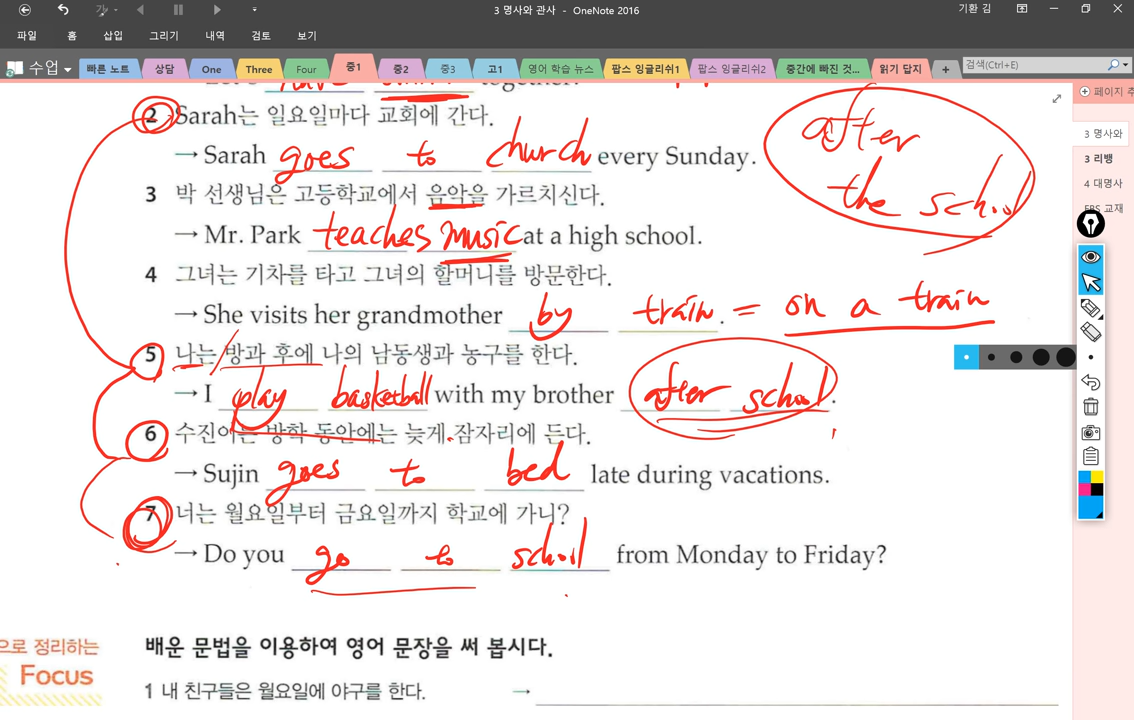 3 명사와 관사 - OneNote 2016
기환 김
파일 홈 삽입 그리기 내역 검토 보기
수업 빠른 노트 상담 One Three Four 중1 중2 중3 고1 영어 학습 뉴스 팝스 잉글리쉬1 팝스 잉글리쉬2 중간에 빠진 것... 읽기 답지 + 검색(Ctrl+E)
페이지 추
3 명사와
3 리뱅
4 대명사
EBS 교재
together.
2 Sarah는 일요일마다 교회에 간다.
→ Sarah goes to church every Sunday.
after
the school
3 박 선생님은 고등학교에서 음악을 가르치신다.
→ Mr. Park teaches music at a high school.
4 그녀는 기차를 타고 그녀의 할머니를 방문한다.
→ She visits her grandmother by train. = on a train
5 나는/방과 후에 나의 남동생과 농구를 한다.
→ I play basketball with my brother after school.
6 수진이는 방학 동안에는 늦게 잠자리에 든다.
→ Sujin goes to bed late during vacations.
7 너는 월요일부터 금요일까지 학교에 가니?
→ Do you go to school from Monday to Friday?
으로 정리하는
Focus
배운 문법을 이용하여 영어 문장을 써 봅시다.
1 내 친구들은 월요일에 야구를 한다. →